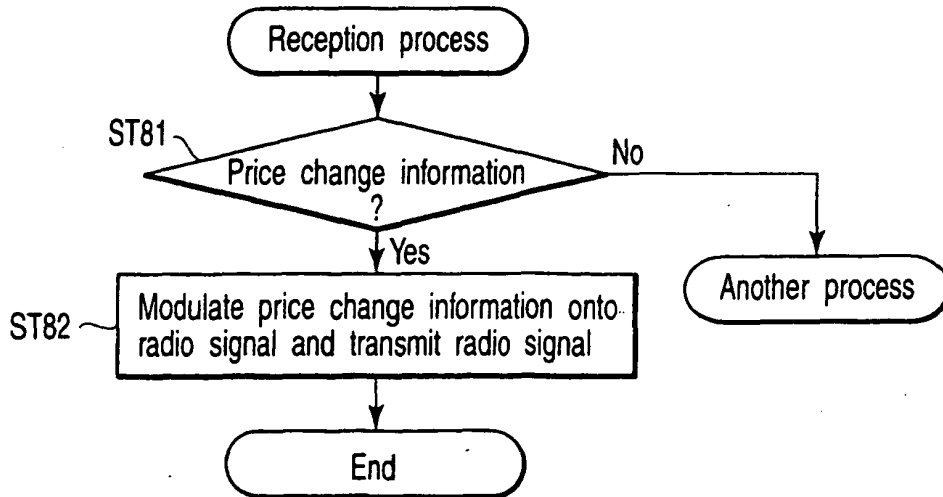 Reception process
ST81
Price change information
?
No
Yes
Another process
ST82
Modulate price change information onto
radio signal and transmit radio signal
End